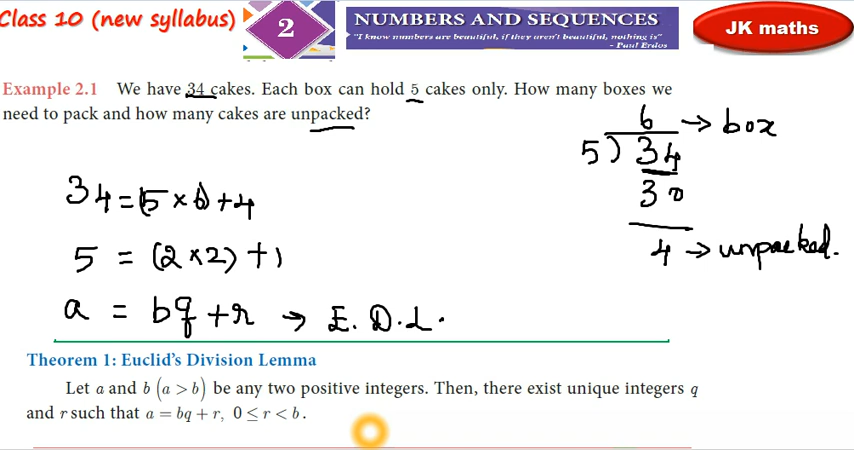 Class 10 (new syllabus)
2
NUMBERS AND SEQUENCES
"I know numbers are beautiful, if they aren't beautiful, nothing is"
- Paul Erdos
JK maths
Example 2.1 We have 34 cakes. Each box can hold 5 cakes only. How many boxes we
need to pack and how many cakes are unpacked?
6 → box
5 ) 34
30
4 → unpacked.
34 = (5 × 6) + 4
5 = (2 × 2) + 1
a = bq + r → E. D. L.
Theorem 1: Euclid's Division Lemma
Let a and b (a > b) be any two positive integers. Then, there exist unique integers q
and r such that a = bq + r, 0 ≤ r < b.